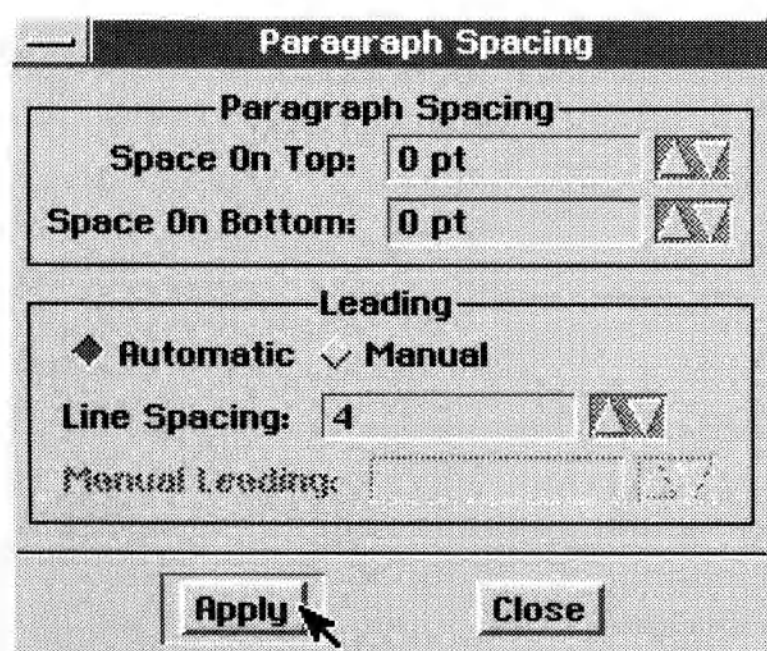 Paragraph Spacing
Paragraph Spacing
Space On Top: 0 pt
Space On Bottom: 0 pt
Leading
Automatic Manual
Line Spacing: 4
Manual Leading:
Apply Close